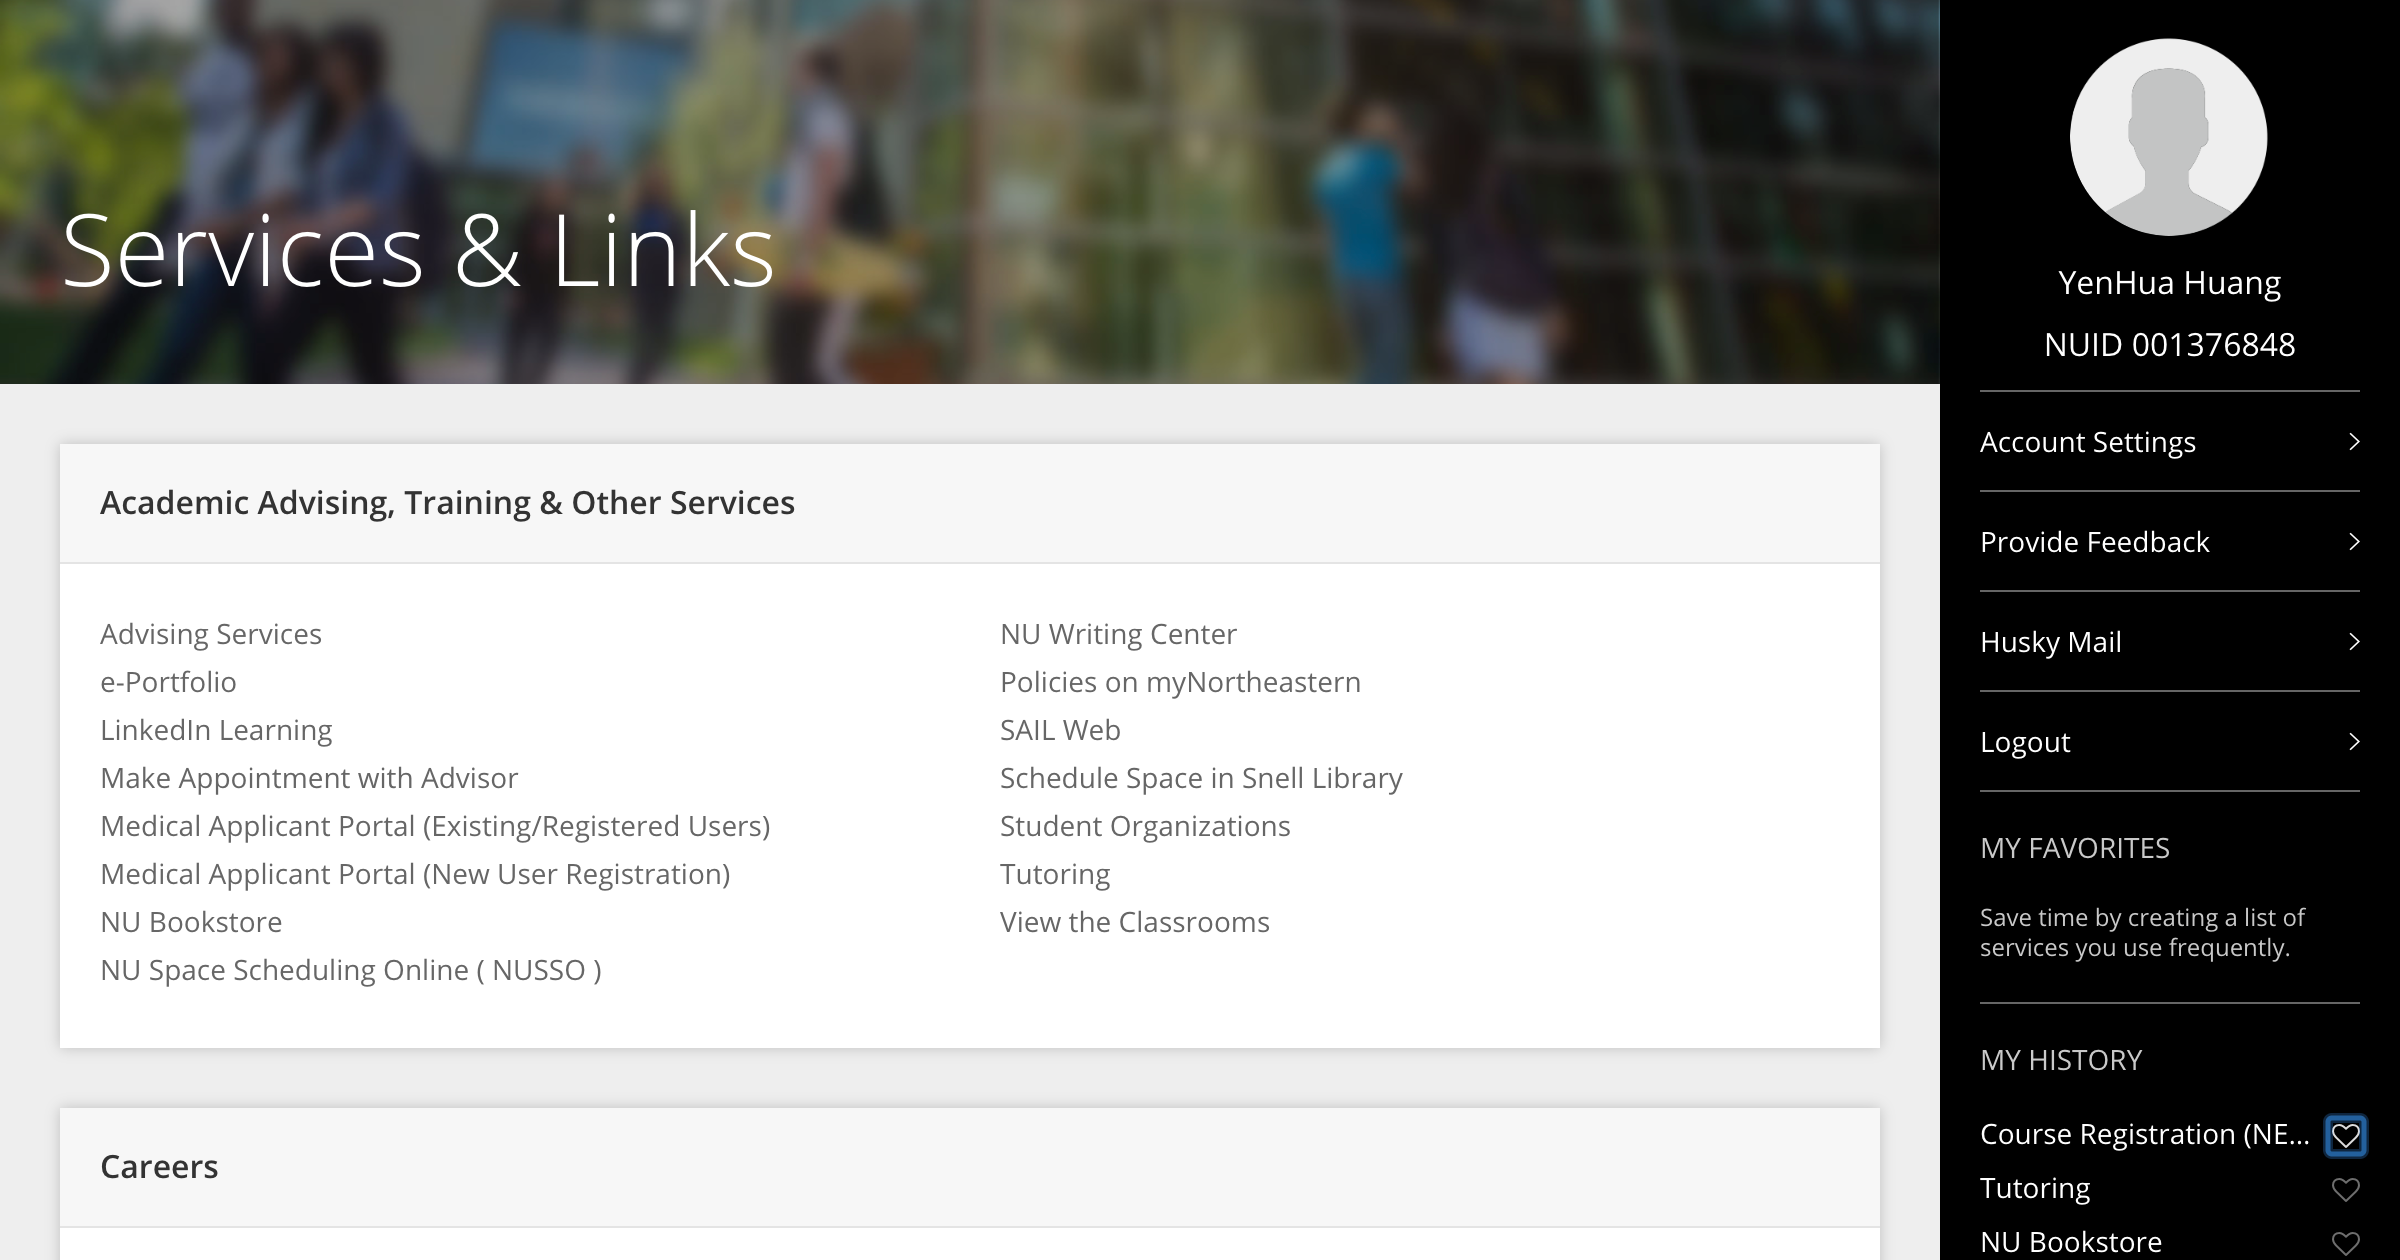 Services & Links
Academic Advising, Training & Other Services
Advising Services
e-Portfolio
LinkedIn Learning
Make Appointment with Advisor
Medical Applicant Portal (Existing/Registered Users)
Medical Applicant Portal (New User Registration)
NU Bookstore
NU Space Scheduling Online ( NUSSO )
NU Writing Center
Policies on myNortheastern
SAIL Web
Schedule Space in Snell Library
Student Organizations
Tutoring
View the Classrooms
Careers
YenHua Huang
NUID 001376848
Account Settings
Provide Feedback
Husky Mail
Logout
MY FAVORITES
Save time by creating a list of
services you use frequently.
MY HISTORY
Course Registration (NE...
Tutoring
NU Bookstore